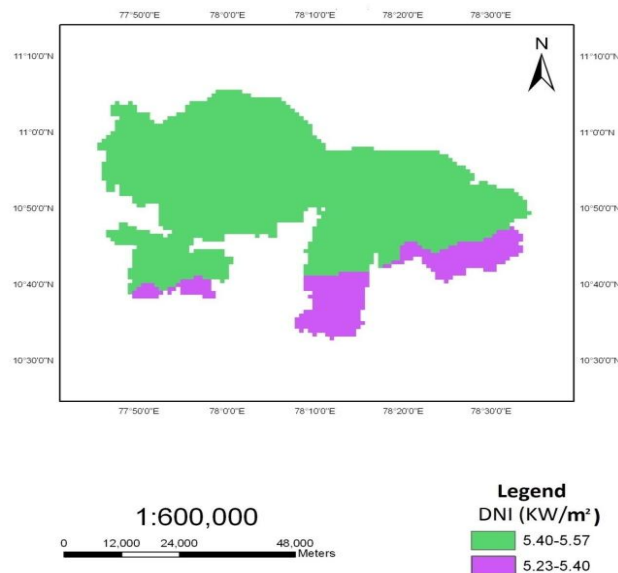 77°50'0"E 78°0'0"E 78°10'0"E 78°20'0"E 78°30'0"E
N
11°10'0"N 11°10'0"N
11°0'0"N 11°0'0"N
10°50'0"N 10°50'0"N
10°40'0"N 10°40'0"N
10°30'0"N 10°30'0"N
77°50'0"E 78°0'0"E 78°10'0"E 78°20'0"E 78°30'0"E
Legend
DNI (KW/m²)
1:600,000
5.40-5.57
0 12,000 24,000 48,000
Meters
5.23-5.40